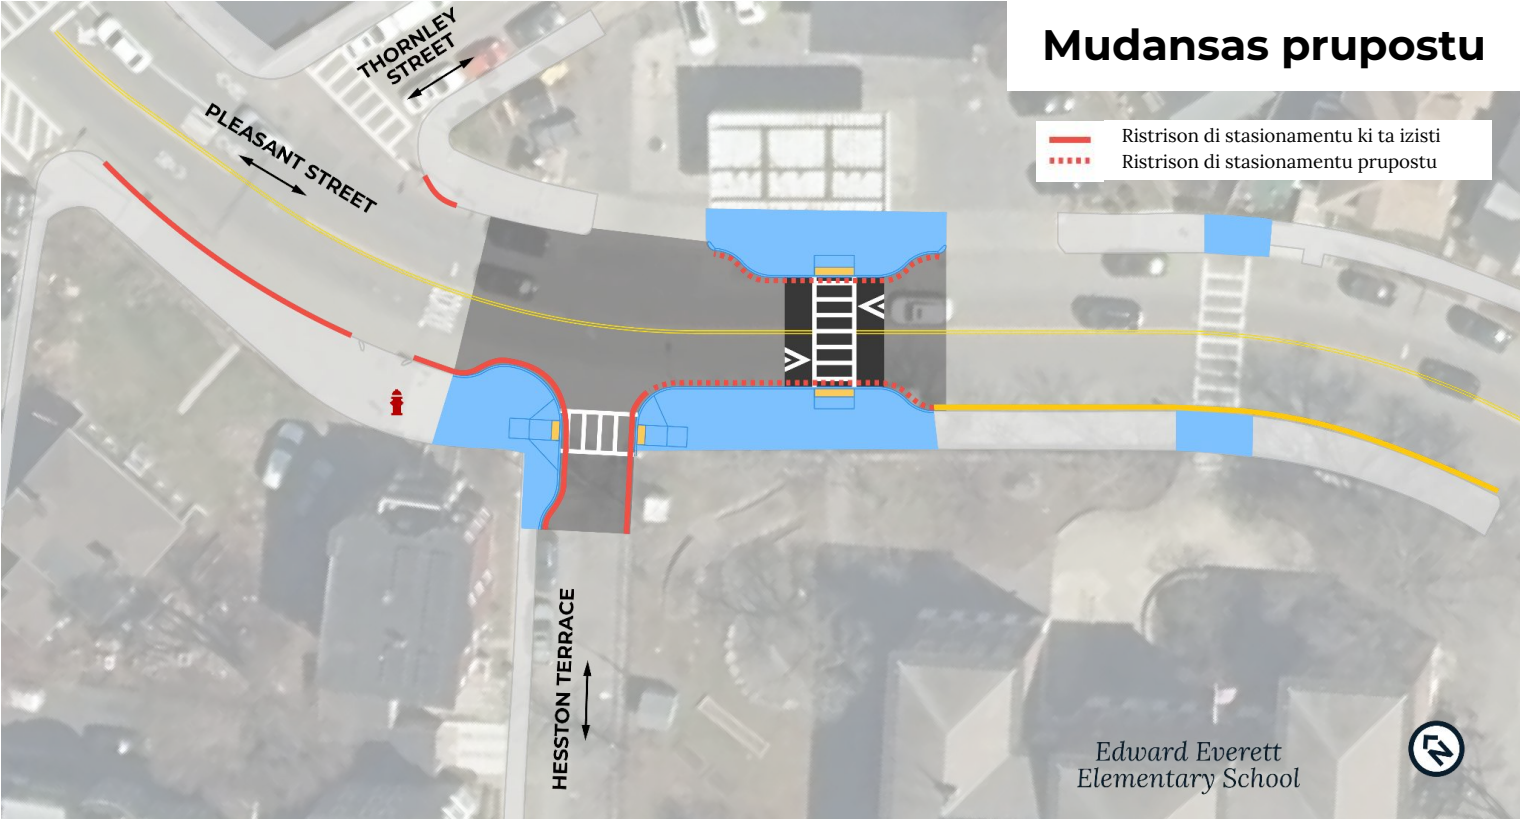 Mudansas prupostu
Ristrison di stasionamentu ki ta izisti
Ristrison di stasionamentu prupostu
THORNLEY
STREET
PLEASANT STREET
HESSTON TERRACE
Edward Everett
Elementary School
N